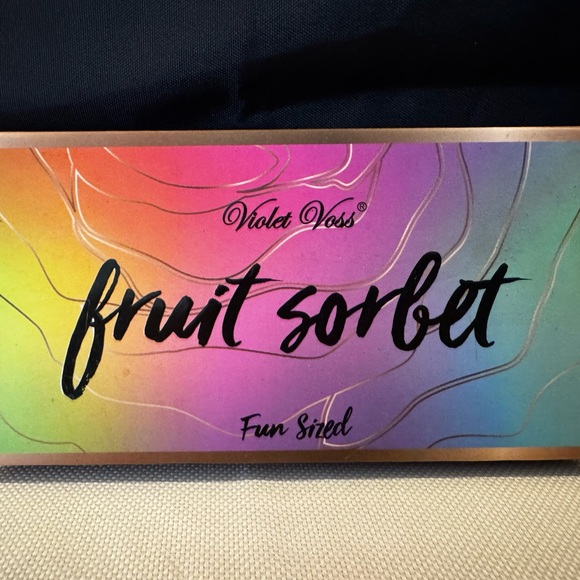 Violet Voss®
fruit sorbet
Fun Sized